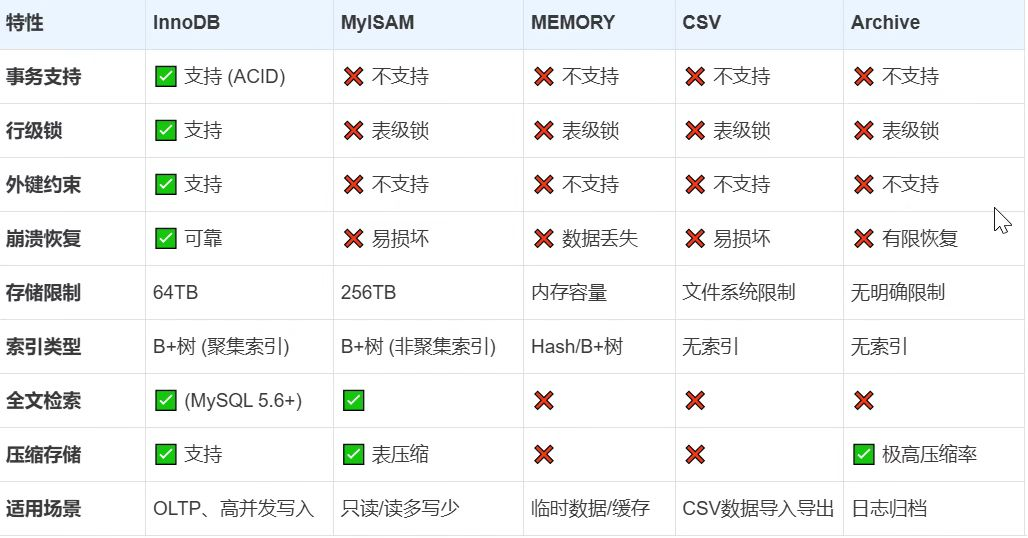 特性 InnoDB MyISAM MEMORY CSV Archive
事务支持 ✅ 支持 (ACID) ❌ 不支持 ❌ 不支持 ❌ 不支持 ❌ 不支持
行级锁 ✅ 支持 ❌ 表级锁 ❌ 表级锁 ❌ 表级锁 ❌ 表级锁
外键约束 ✅ 支持 ❌ 不支持 ❌ 不支持 ❌ 不支持 ❌ 不支持
崩溃恢复 ✅ 可靠 ❌ 易损坏 ❌ 数据丢失 ❌ 易损坏 ❌ 有限恢复
存储限制 64TB 256TB 内存容量 文件系统限制 无明确限制
索引类型 B+树 (聚集索引) B+树 (非聚集索引) Hash/B+树 无索引 无索引
全文检索 ✅ (MySQL 5.6+) ✅ ❌ ❌ ❌
压缩存储 ✅ 支持 ✅ 表压缩 ❌ ❌ ✅ 极高压缩率
适用场景 OLTP、高并发写入 只读/读多写少 临时数据/缓存 CSV数据导入导出 日志归档